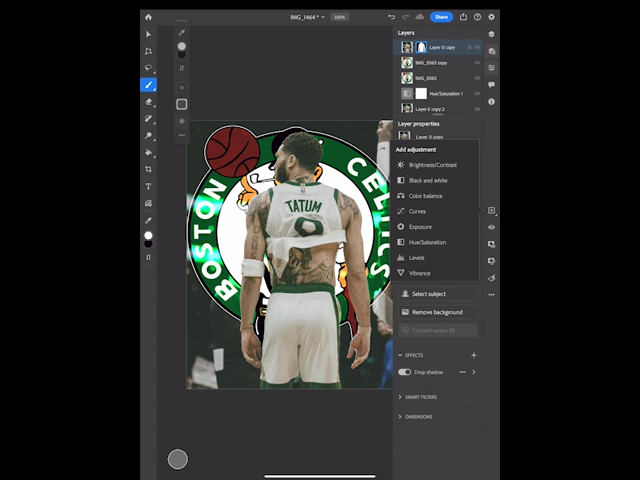 IMG_1464 *
100%
Share
Layers
Layer 0 copy
IMG_0363 copy
IMG_0363
Hue/Saturation 1
Layer 0 copy 2
Layer properties
Layer 0 copy
Add adjustment
Brightness/Contrast
Black and white
Color balance
Curves
Exposure
Hue/Saturation
Levels
Vibrance
Select subject
Remove background
Content aware fill
EFFECTS
Drop shadow
SMART FILTERS
DIMENSIONS
BOSTON
CELTICS
TATUM
0